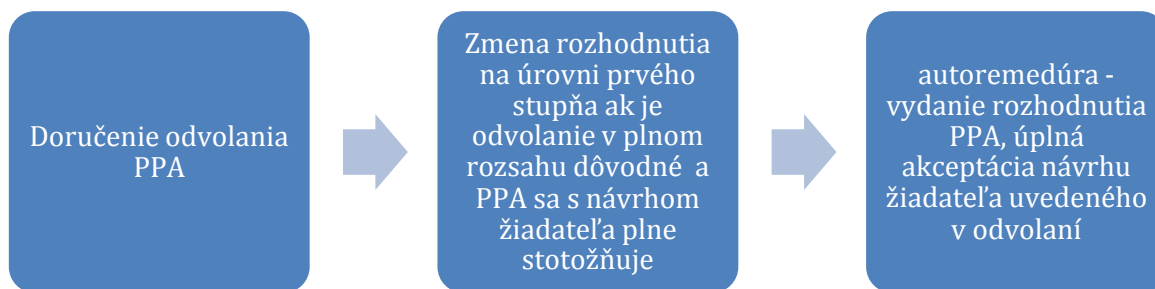 Doručenie odvolania
PPA
Zmena rozhodnutia
na úrovni prvého
stupňa ak je
odvolanie v plnom
rozsahu dôvodné  a
PPA sa s návrhom
žiadateľa plne
stotožňuje
autoremedúra -
vydanie rozhodnutia
PPA, úplná
akceptácia návrhu
žiadateľa uvedeného
v odvolaní